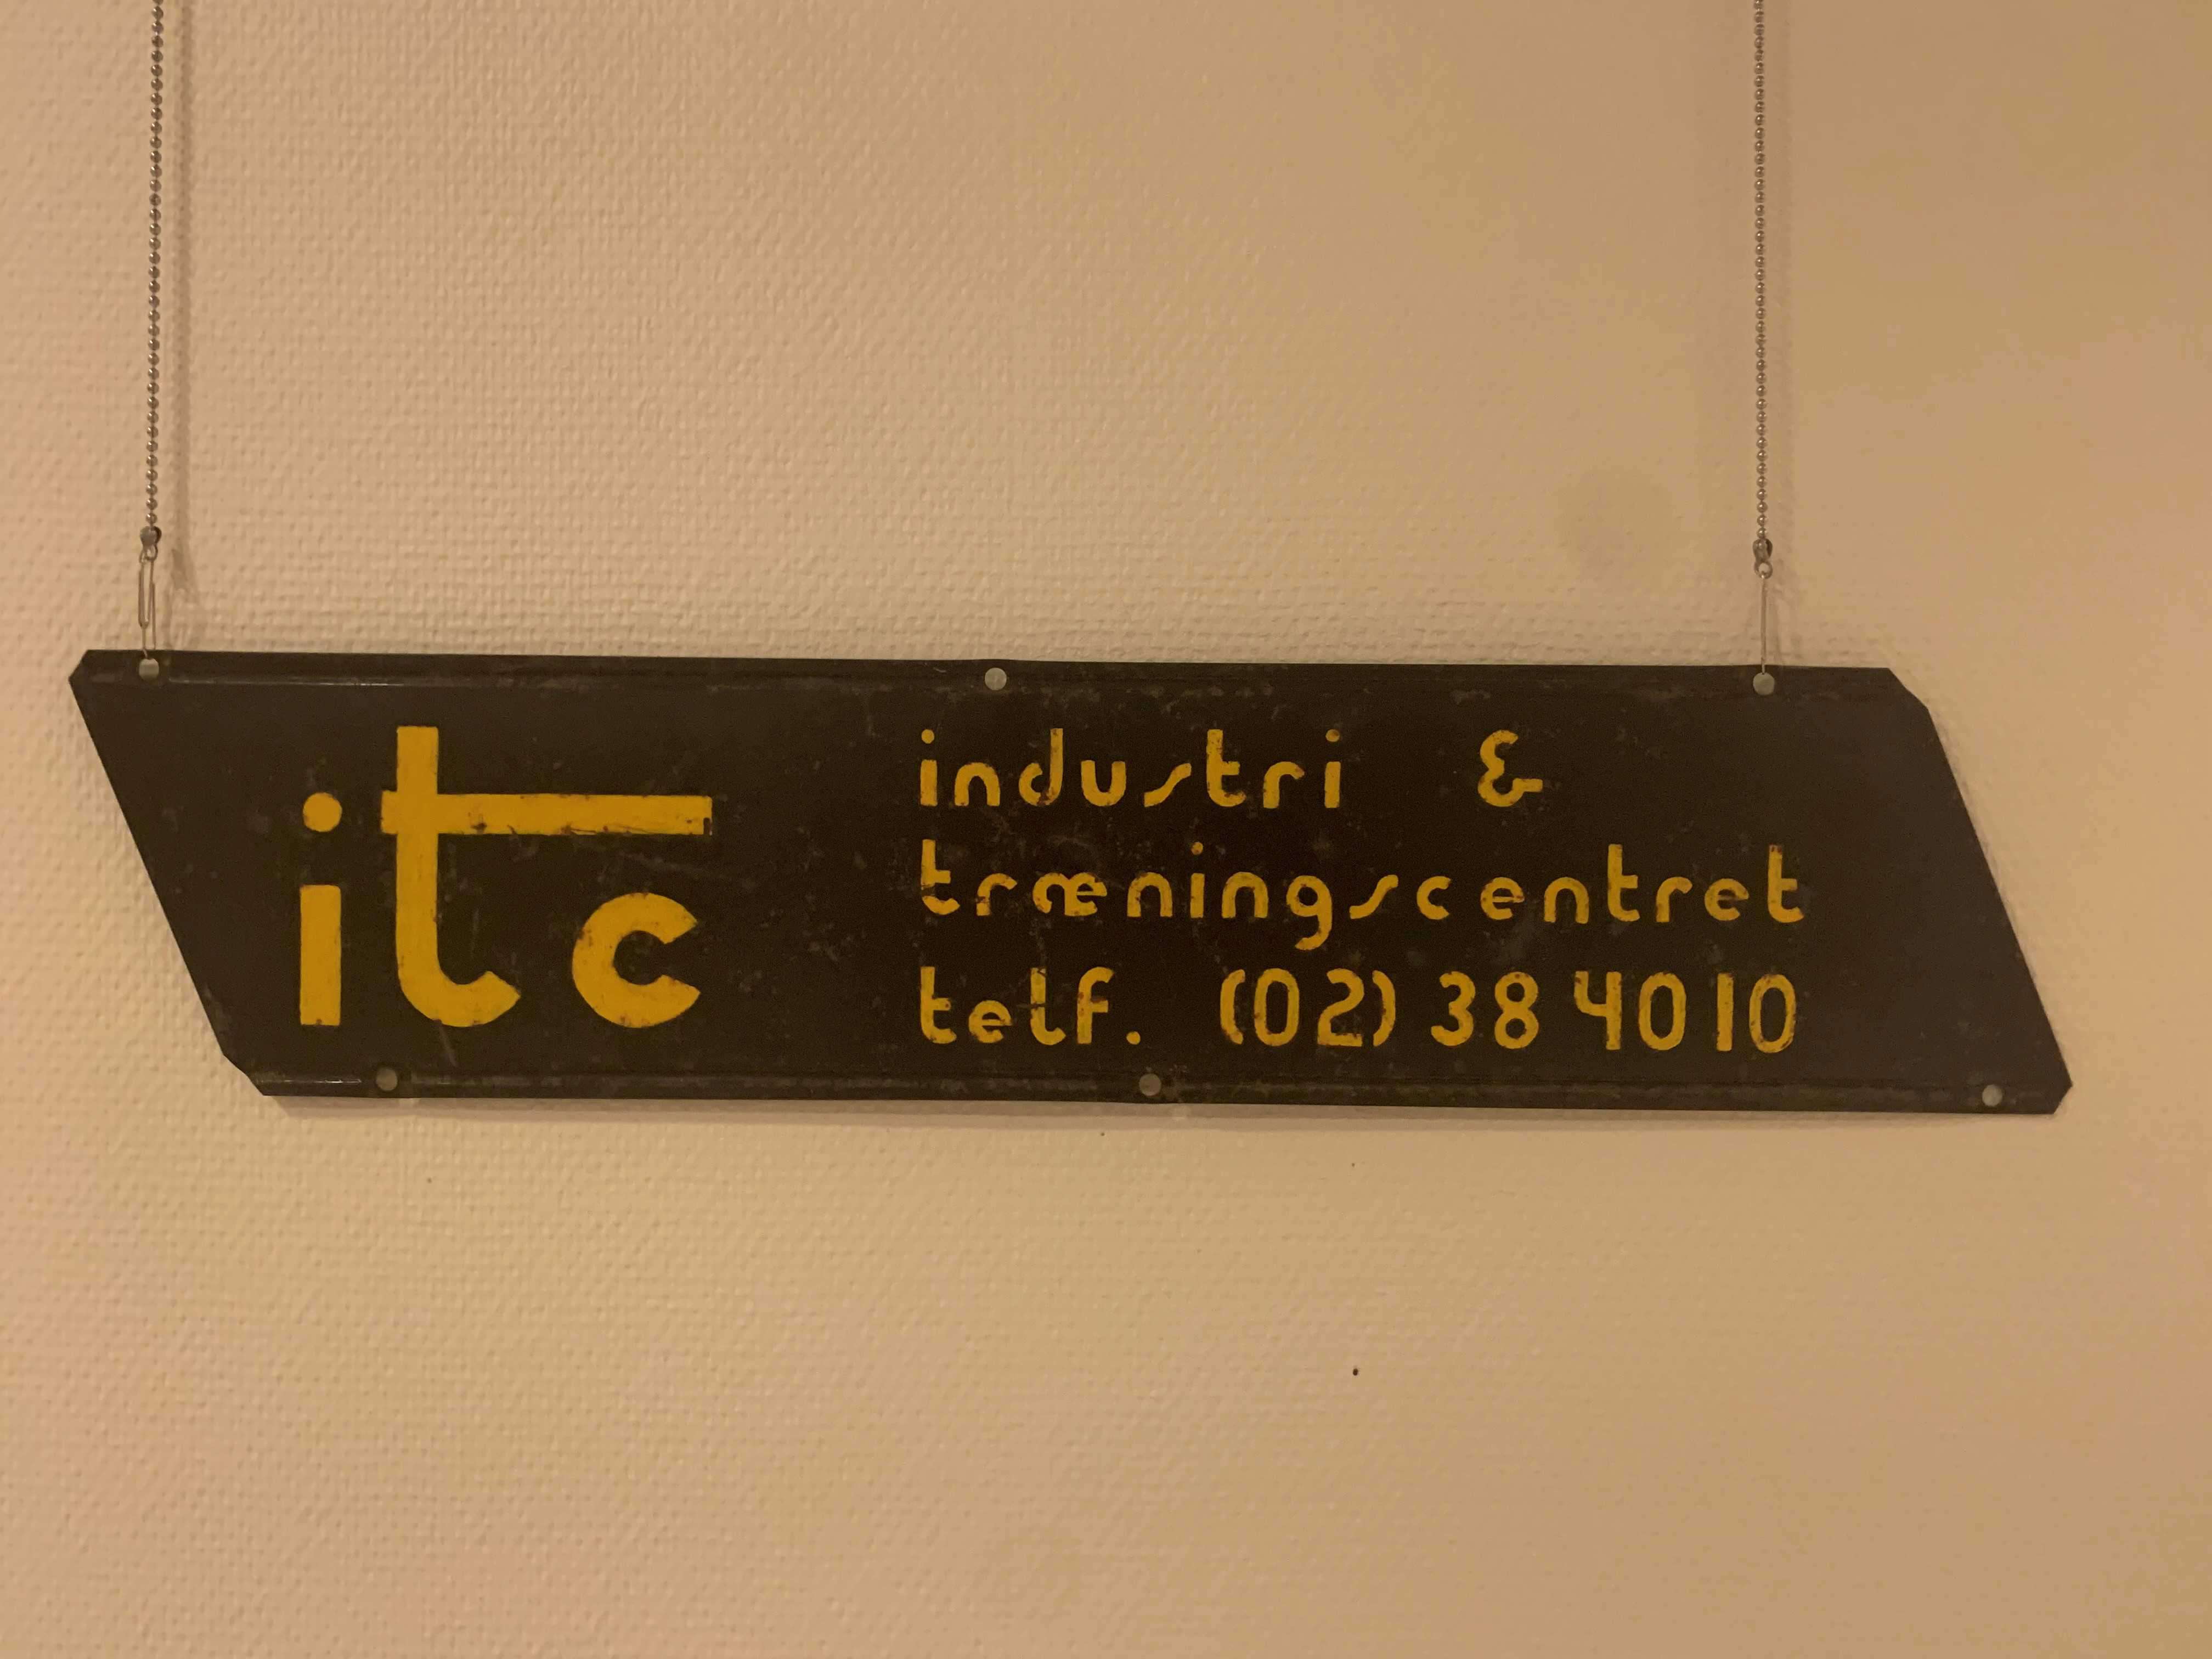 itc
industri &
træningscentret
telf. (02) 38 40 10